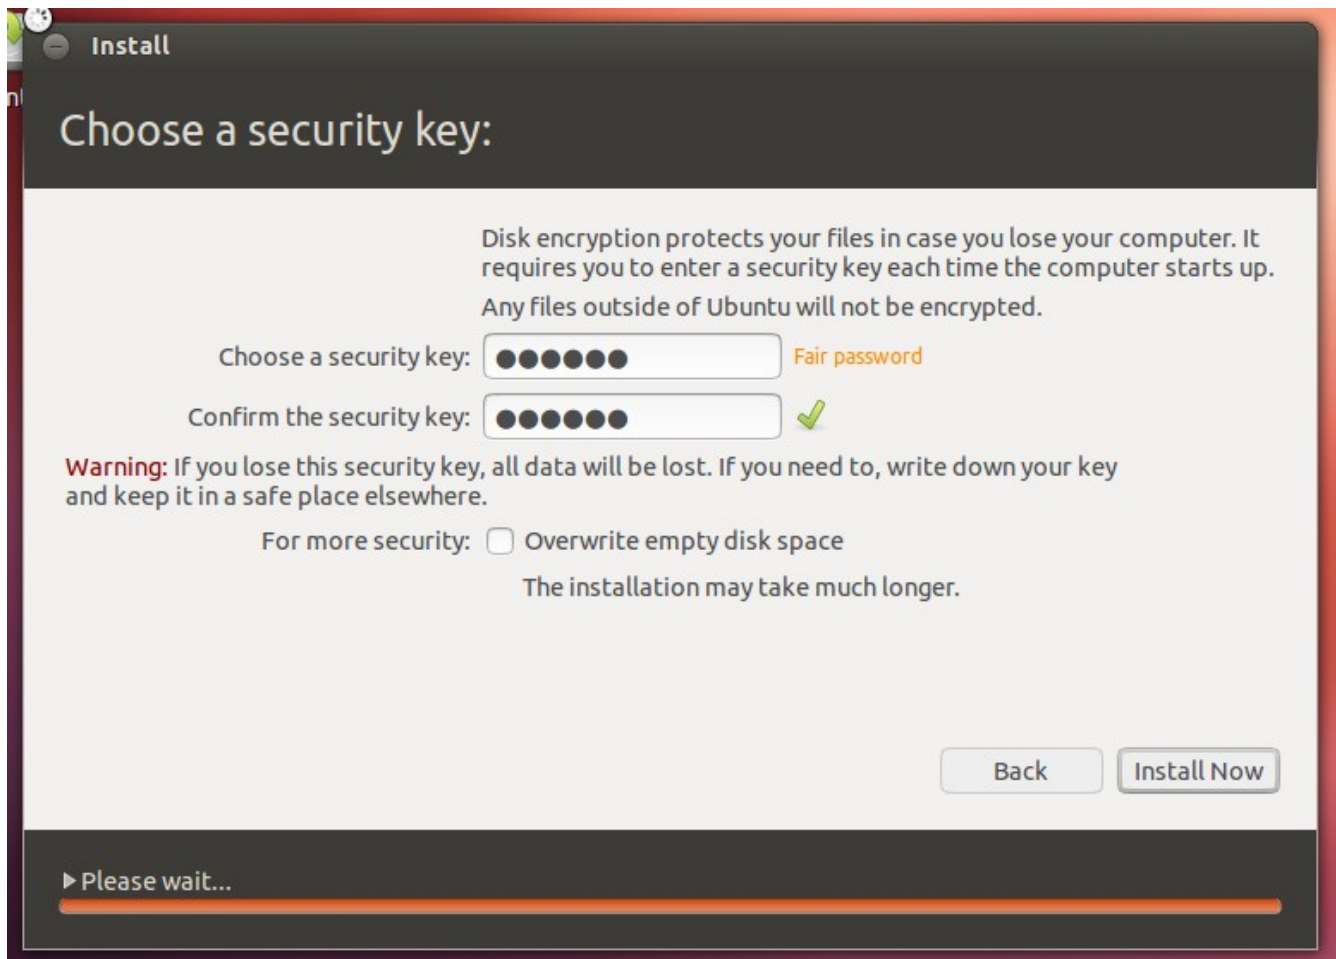 Install
Choose a security key:
Disk encryption protects your files in case you lose your computer. It
requires you to enter a security key each time the computer starts up.
Any files outside of Ubuntu will not be encrypted.
Choose a security key: ●●●●●● Fair password
Confirm the security key: ●●●●●●
Warning: If you lose this security key, all data will be lost. If you need to, write down your key
and keep it in a safe place elsewhere.
For more security: Overwrite empty disk space
The installation may take much longer.
Back Install Now
Please wait...